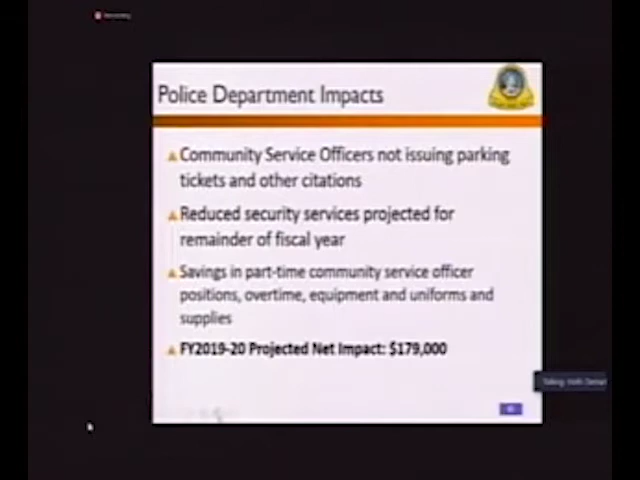 Police Department Impacts
Community Service Officers not issuing parking
tickets and other citations
Reduced security services projected for
remainder of fiscal year
Savings in part-time community service officer
positions, overtime, equipment and uniforms and
supplies
FY2019-20 Projected Net Impact: $179,000
Talking: